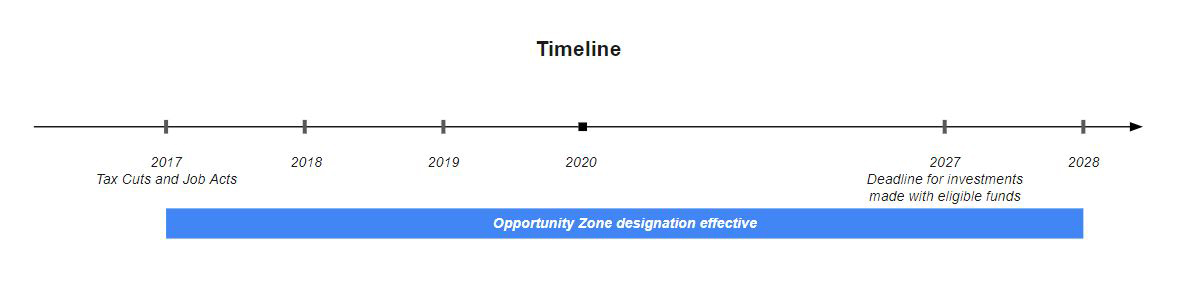 Timeline
2017 2018 2019 2020 2027 2028
Tax Cuts and Job Acts
Deadline for investments
made with eligible funds
Opportunity Zone designation effective